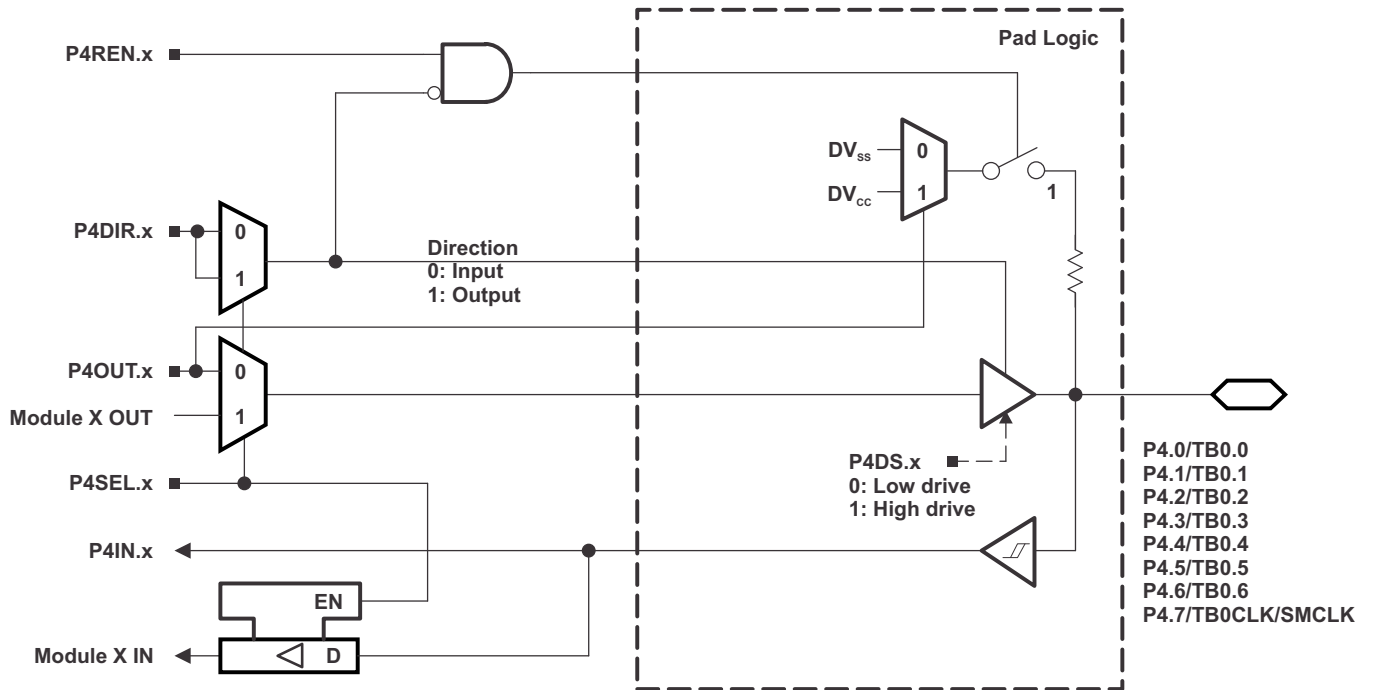 Pad Logic
P4REN.x
DVSS
0
DVCC
1
1
P4DIR.x
0
1
Direction
0: Input
1: Output
P4OUT.x
0
Module X OUT
1
P4DS.x
0: Low drive
1: High drive
P4SEL.x
P4IN.x
EN
Module X IN
D
P4.0/TB0.0
P4.1/TB0.1
P4.2/TB0.2
P4.3/TB0.3
P4.4/TB0.4
P4.5/TB0.5
P4.6/TB0.6
P4.7/TB0CLK/SMCLK